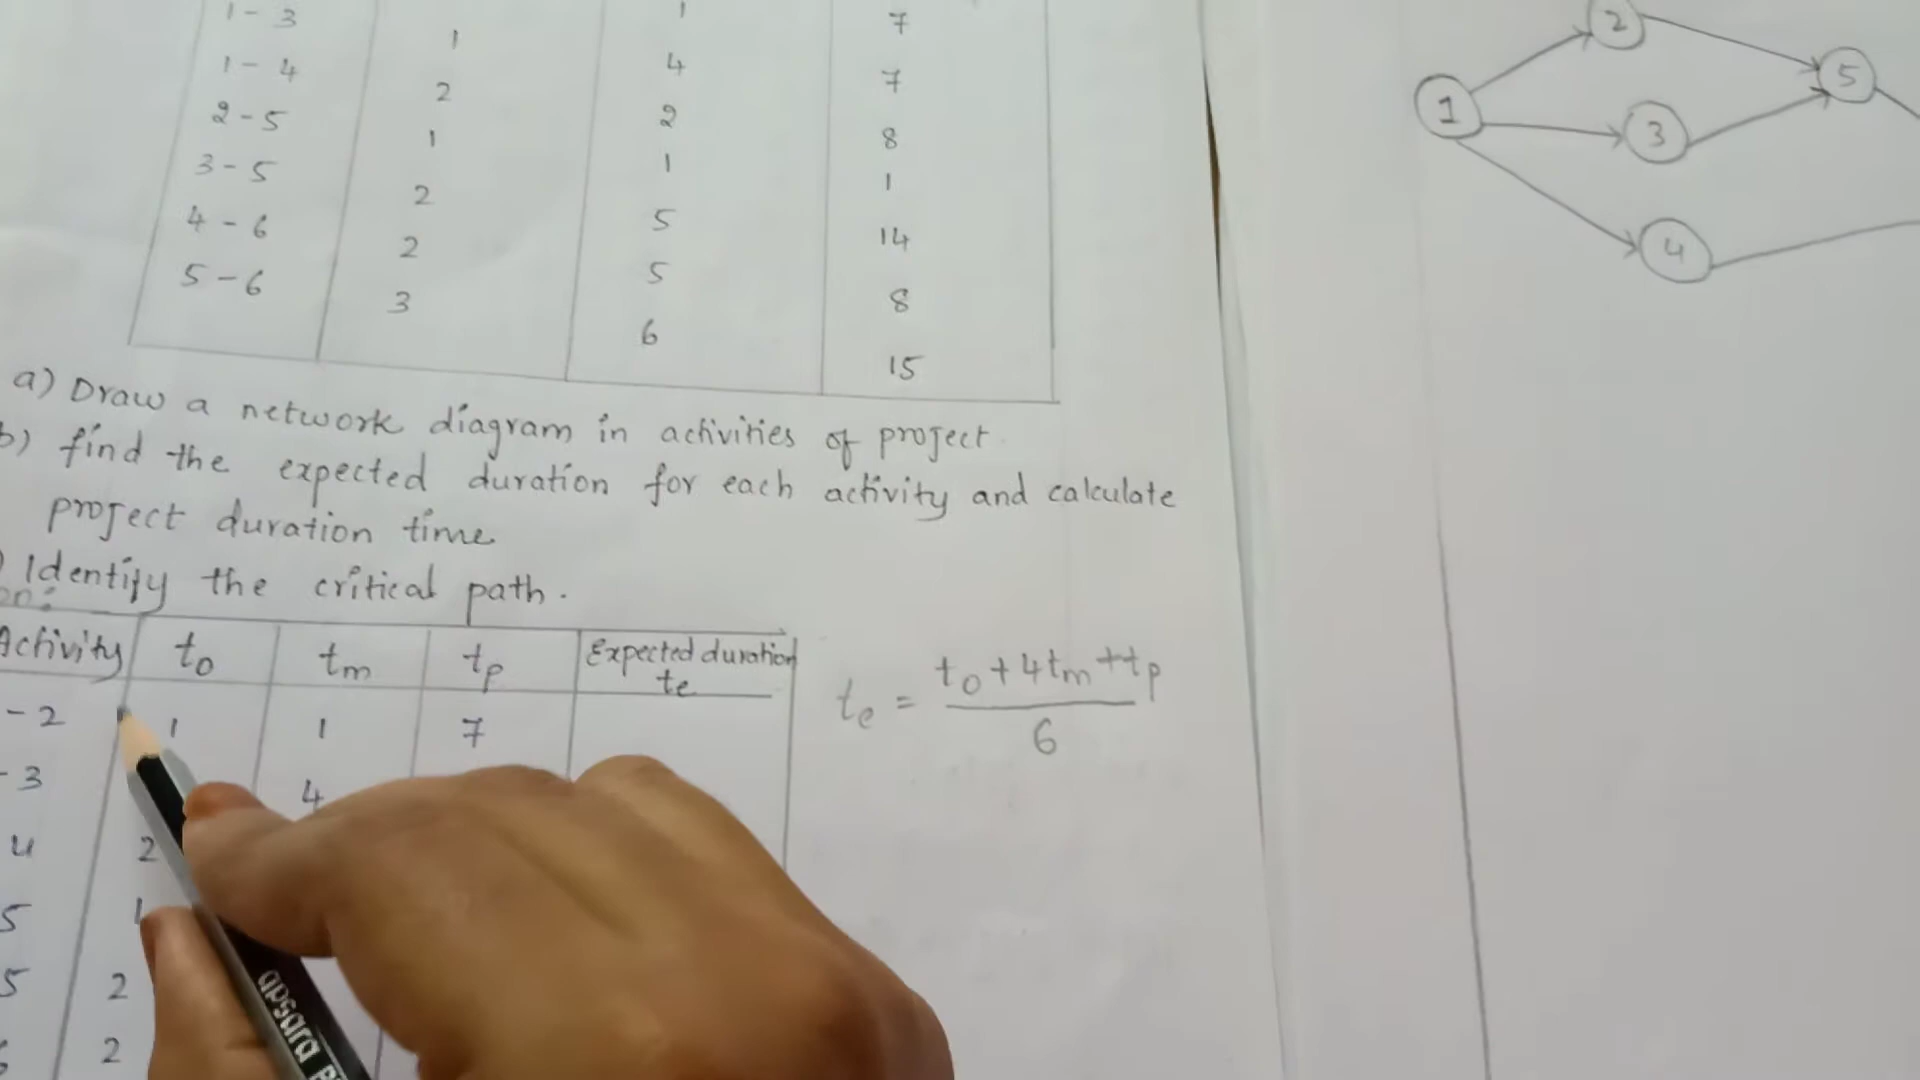 1 - 3 1 7
1 - 4 1 4 7
2 - 5 2 2 8
3 - 5 1 1 1
4 - 6 2 5 14
5 - 6 2 5 8
3 6 15
a) Draw a network diagram in activities of project.
b) find the expected duration for each activity and calculate
project duration time
) Identify the critical path.
on:
Activity to tm tp Expected duration te
- 2 1 1 7
- 3 4
4 2
5 1
5 2
2
te = to + 4tm + tp
6
apsara
1
2
3
4
5